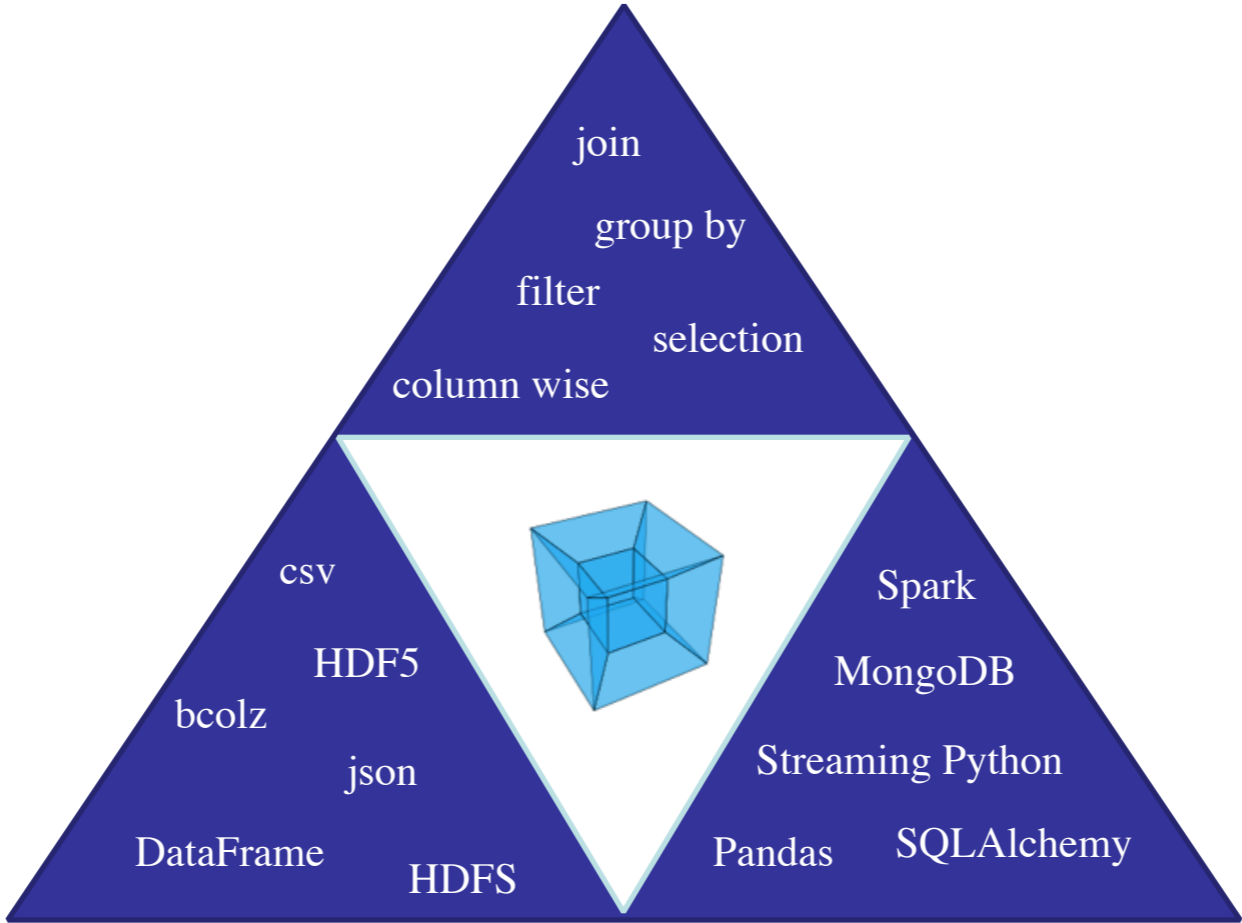 join
group by
filter
selection
column wise
csv
HDF5
bcolz
json
DataFrame
HDFS
Spark
MongoDB
Streaming Python
Pandas
SQLAlchemy